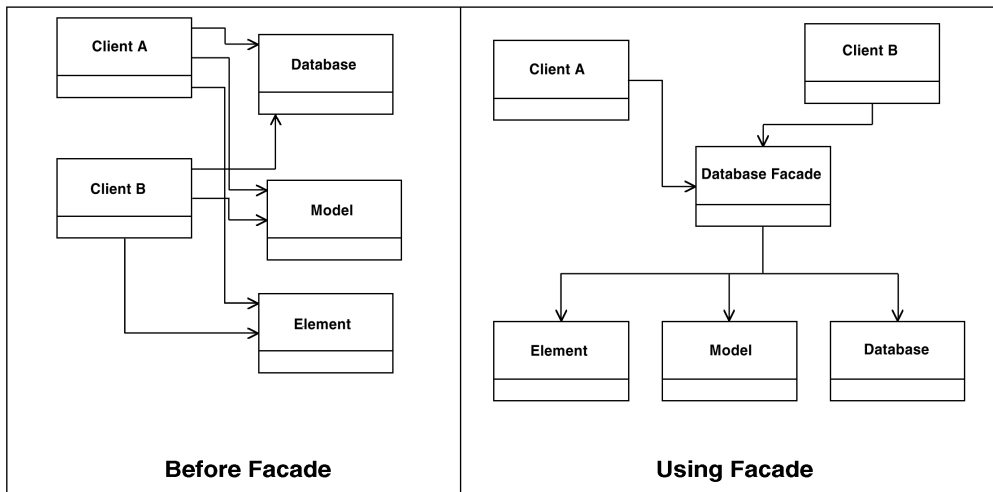 Client A
Database
Client B
Model
Element
Before Facade
Client A
Client B
Database Facade
Element
Model
Database
Using Facade